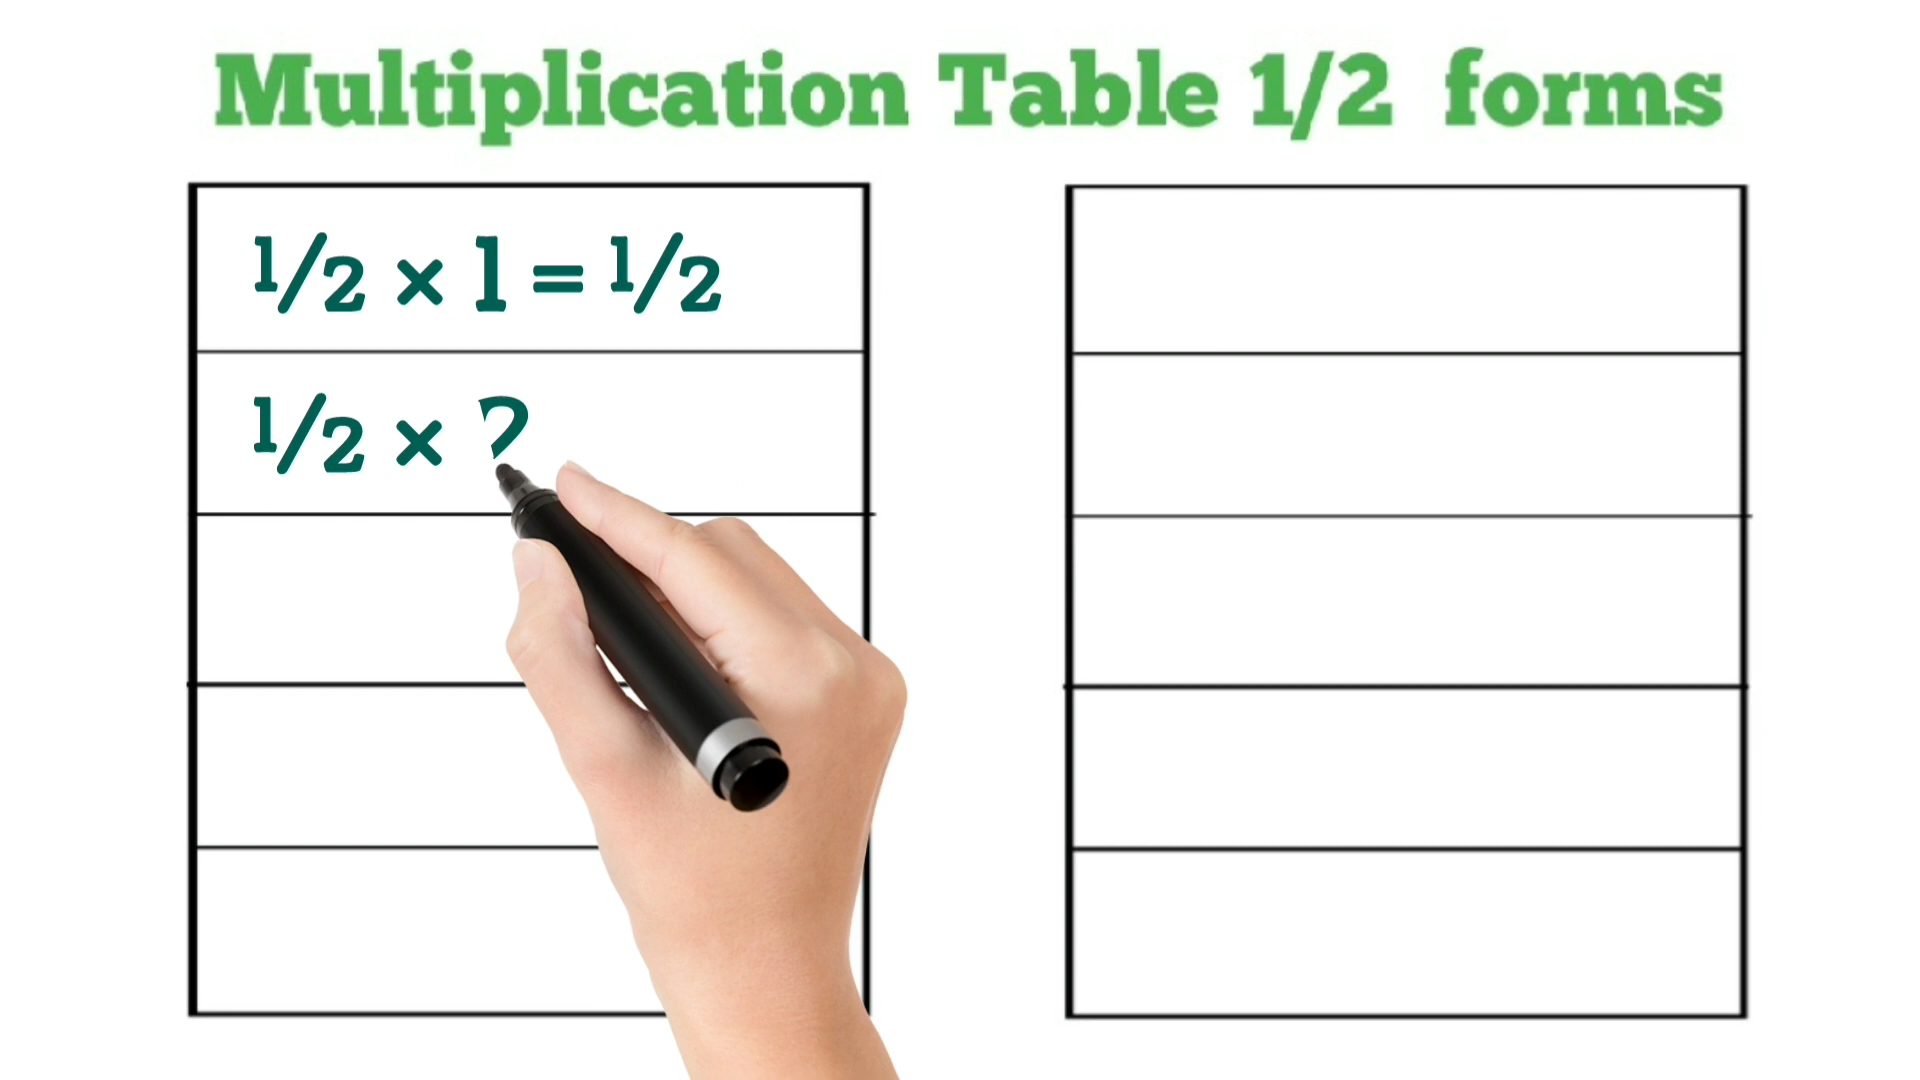 Multiplication Table 1/2 forms
½ × 1 = ½
½ × ?